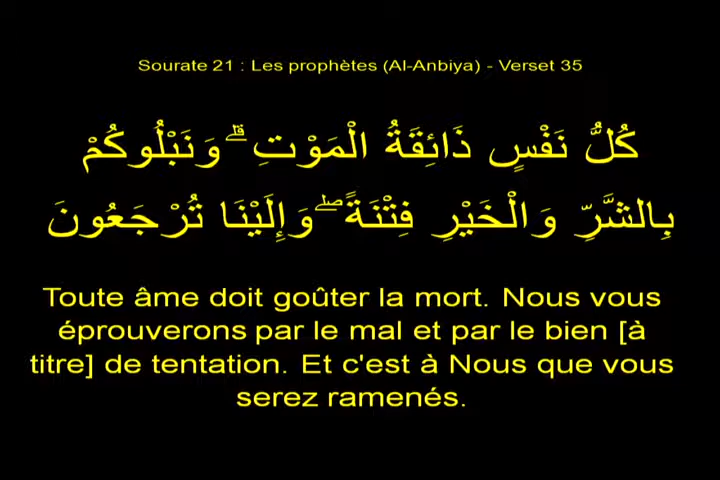 Sourate 21 : Les prophètes (Al-Anbiya) - Verset 35
كُلُّ نَفْسٍ ذَائِقَةُ الْمَوْتِ ۗ وَنَبْلُوكُمْ
بِالشَّرِّ وَالْخَيْرِ فِتْنَةً ۖ وَإِلَيْنَا تُرْجَعُونَ
Toute âme doit goûter la mort. Nous vous
éprouverons par le mal et par le bien [à
titre] de tentation. Et c'est à Nous que vous
serez ramenés.